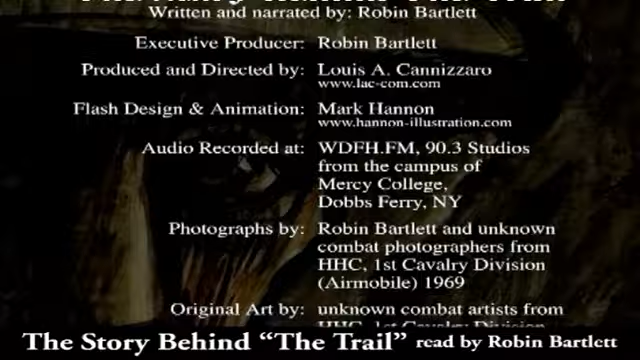 Written and narrated by: Robin Bartlett
Executive Producer: Robin Bartlett
Produced and Directed by: Louis A. Cannizzaro
www.lac-com.com
Flash Design & Animation: Mark Hannon
www.hannon-illustration.com
Audio Recorded at: WDFH.FM, 90.3 Studios
from the campus of
Mercy College,
Dobbs Ferry, NY
Photographs by: Robin Bartlett and unknown
combat photographers from
HHC, 1st Cavalry Division
(Airmobile) 1969
Original Art by: unknown combat artists from
HHC, 1st Cavalry Division
The Story Behind “The Trail” read by Robin Bartlett